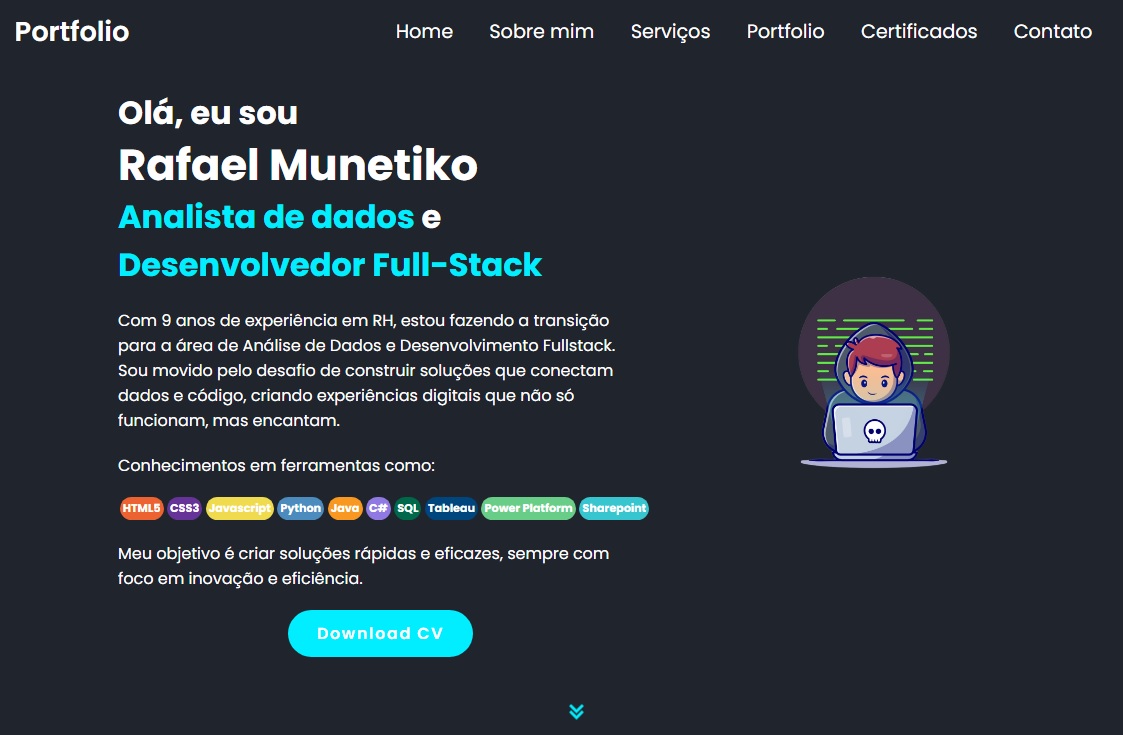 Portfolio
Home Sobre mim Serviços Portfolio Certificados Contato
Olá, eu sou
Rafael Munetiko
Analista de dados e
Desenvolvedor Full-Stack
Com 9 anos de experiência em RH, estou fazendo a transição
para a área de Análise de Dados e Desenvolvimento Fullstack.
Sou movido pelo desafio de construir soluções que conectam
dados e código, criando experiências digitais que não só
funcionam, mas encantam.
Conhecimentos em ferramentas como:
HTML5 CSS3 Javascript Python Java C# SQL Tableau Power Platform Sharepoint
Meu objetivo é criar soluções rápidas e eficazes, sempre com
foco em inovação e eficiência.
Download CV